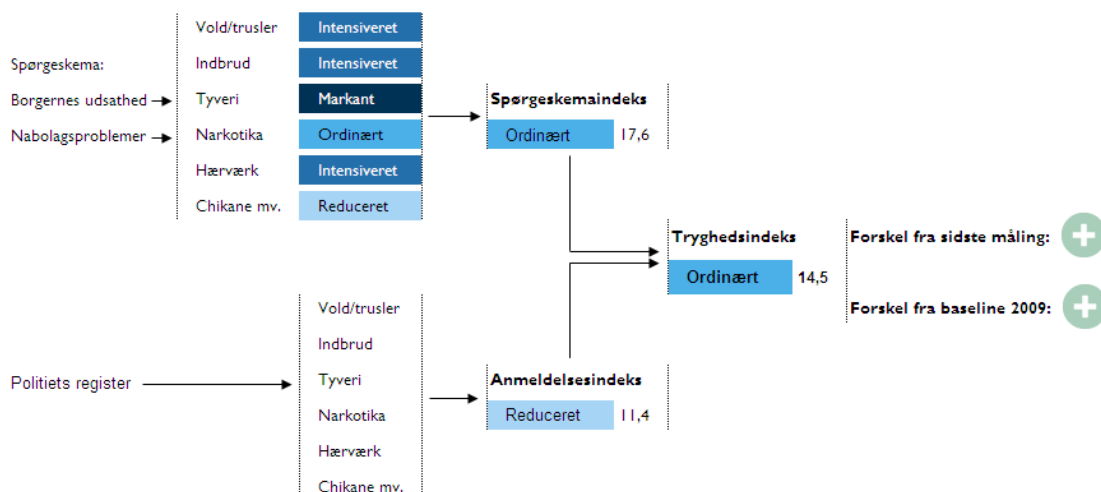 Spørgeskema:
Borgernes udsathed
Nabolagsproblemer
Vold/trusler Intensiveret
Indbrud Intensiveret
Tyveri Markant
Narkotika Ordinært
Hærværk Intensiveret
Chikane mv. Reduceret
Spørgeskemaindeks
Ordinært 17,6
Tryghedsindeks
Ordinært 14,5
Forskel fra sidste måling:
Forskel fra baseline 2009:
Politiets register
Vold/trusler
Indbrud
Tyveri
Narkotika
Hærværk
Chikane mv.
Anmeldelsesindeks
Reduceret 11,4